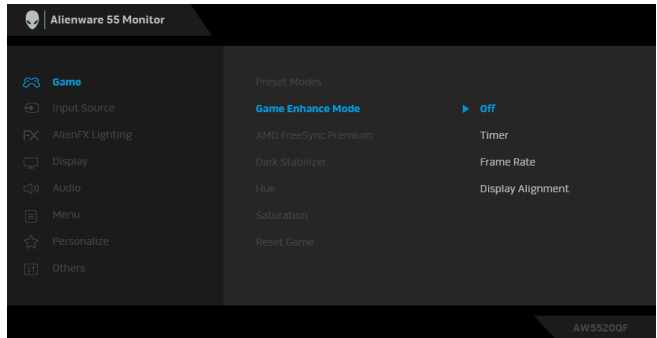 Alienware 55 Monitor
Game
Input Source
AlienFX Lighting
Display
Audio
Menu
Personalize
Others
Preset Modes
Game Enhance Mode
AMD FreeSync Premium
Dark Stabilizer
Hue
Saturation
Reset Game
Off
Timer
Frame Rate
Display Alignment
AW5520QF